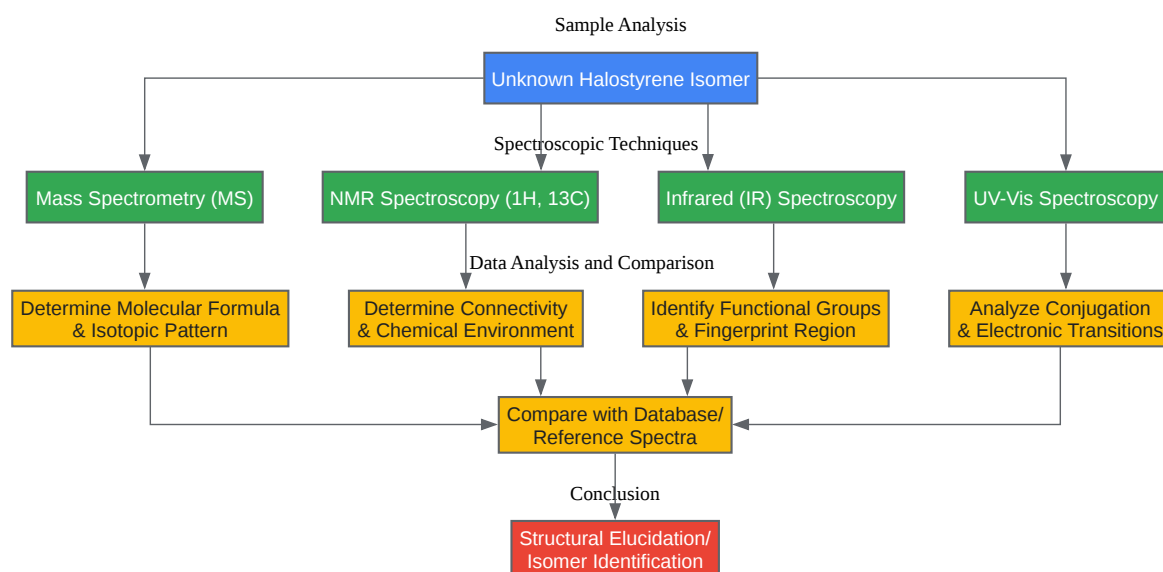 Sample Analysis
Unknown Halostyrene Isomer
Spectroscopic Techniques
Mass Spectrometry (MS)
NMR Spectroscopy (1H, 13C)
Infrared (IR) Spectroscopy
UV-Vis Spectroscopy
Data Analysis and Comparison
Determine Molecular Formula
& Isotopic Pattern
Determine Connectivity
& Chemical Environment
Identify Functional Groups
& Fingerprint Region
Analyze Conjugation
& Electronic Transitions
Compare with Database/
Reference Spectra
Conclusion
Structural Elucidation/
Isomer Identification